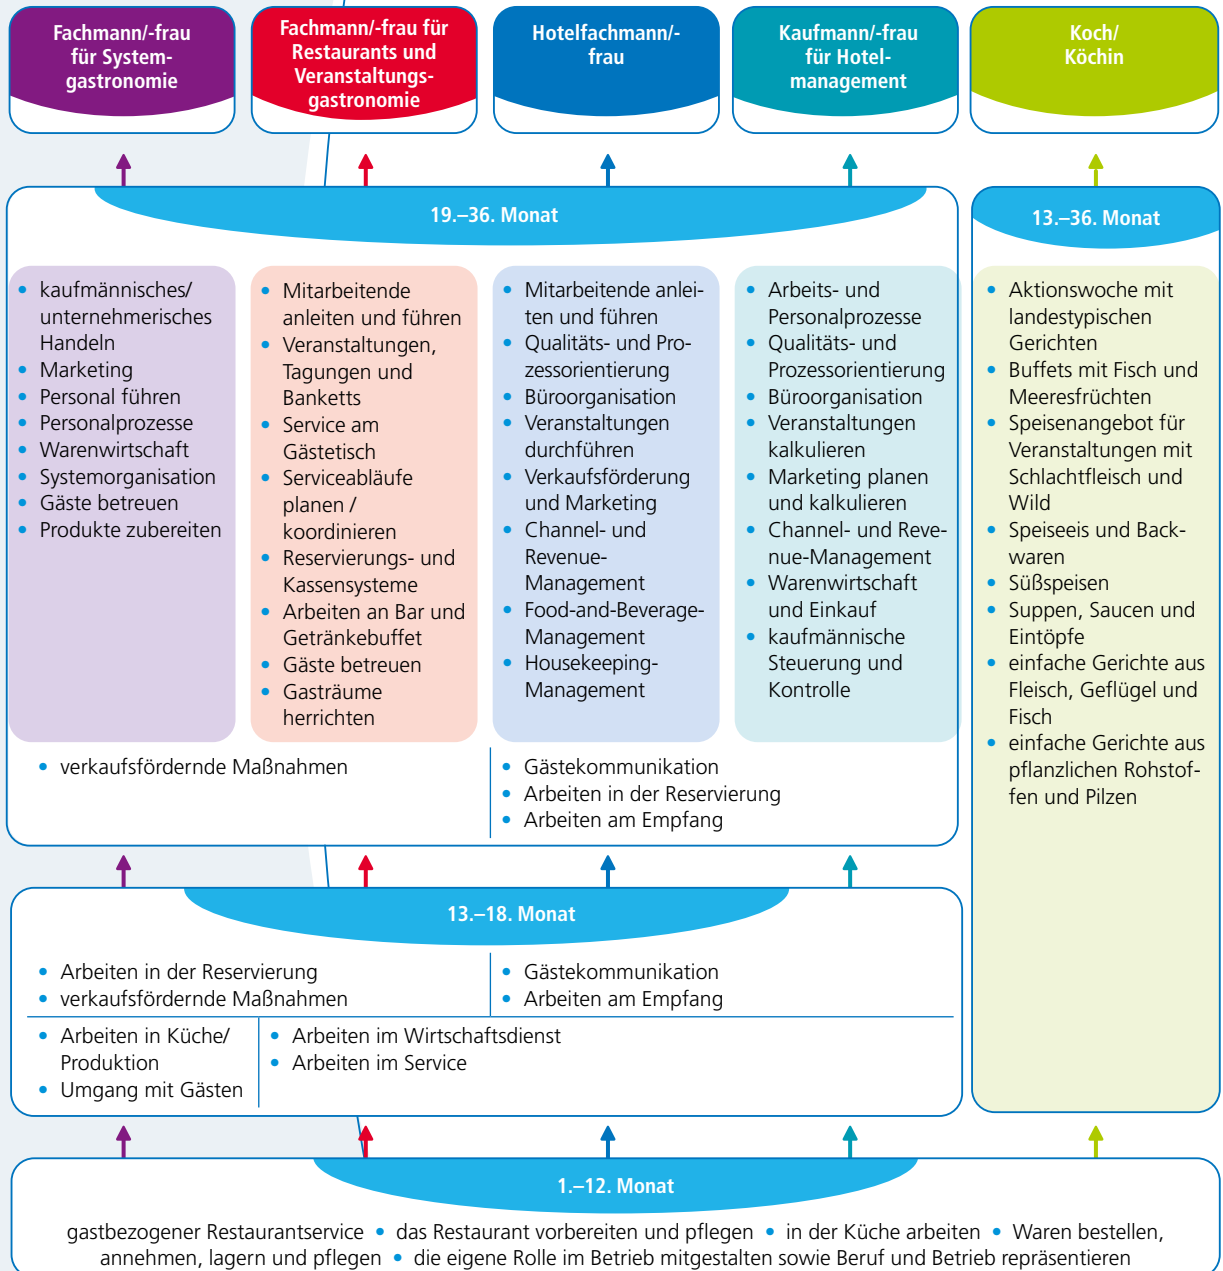 Fachmann/-frau
für System-
gastronomie
Fachmann/-frau für
Restaurants und
Veranstaltungs-
gastronomie
Hotelfachmann/-
frau
Kaufmann/-frau
für Hotel-
management
Koch/
Köchin
19.–36. Monat
• kaufmännisches/
unternehmerisches
Handeln
• Marketing
• Personal führen
• Personalprozesse
• Warenwirtschaft
• Systemorganisation
• Gäste betreuen
• Produkte zubereiten
• Mitarbeitende
anleiten und führen
• Veranstaltungen,
Tagungen und
Banketts
• Service am
Gästetisch
• Serviceabläufe
planen /
koordinieren
• Reservierungs- und
Kassensysteme
• Arbeiten an Bar und
Getränkebuffet
• Gäste betreuen
• Gasträume
herrichten
• Mitarbeitende anlei-
ten und führen
• Qualitäts- und Pro-
zessorientierung
• Büroorganisation
• Veranstaltungen
durchführen
• Verkaufsförderung
und Marketing
• Channel- und
Revenue-
Management
• Food-and-Beverage-
Management
• Housekeeping-
Management
• Arbeits- und
Personalprozesse
• Qualitäts- und
Prozessorientierung
• Büroorganisation
• Veranstaltungen
kalkulieren
• Marketing planen
und kalkulieren
• Channel- und Reve-
nue-Management
• Warenwirtschaft
und Einkauf
• kaufmännische
Steuerung und
Kontrolle
• verkaufsfördernde Maßnahmen
• Gästekommunikation
• Arbeiten in der Reservierung
• Arbeiten am Empfang
13.–36. Monat
• Aktionswoche mit
landestypischen
Gerichten
• Buffets mit Fisch und
Meeresfrüchten
• Speisenangebot für
Veranstaltungen mit
Schlachtfleisch und
Wild
• Speiseeis und Back-
waren
• Süßspeisen
• Suppen, Saucen und
Eintöpfe
• einfache Gerichte aus
Fleisch, Geflügel und
Fisch
• einfache Gerichte aus
pflanzlichen Rohstof-
fen und Pilzen
13.–18. Monat
• Arbeiten in der Reservierung
• verkaufsfördernde Maßnahmen
• Gästekommunikation
• Arbeiten am Empfang
• Arbeiten in Küche/
Produktion
• Umgang mit Gästen
• Arbeiten im Wirtschaftsdienst
• Arbeiten im Service
1.–12. Monat
gastbezogener Restaurantservice • das Restaurant vorbereiten und pflegen • in der Küche arbeiten • Waren bestellen,
annehmen, lagern und pflegen • die eigene Rolle im Betrieb mitgestalten sowie Beruf und Betrieb repräsentieren